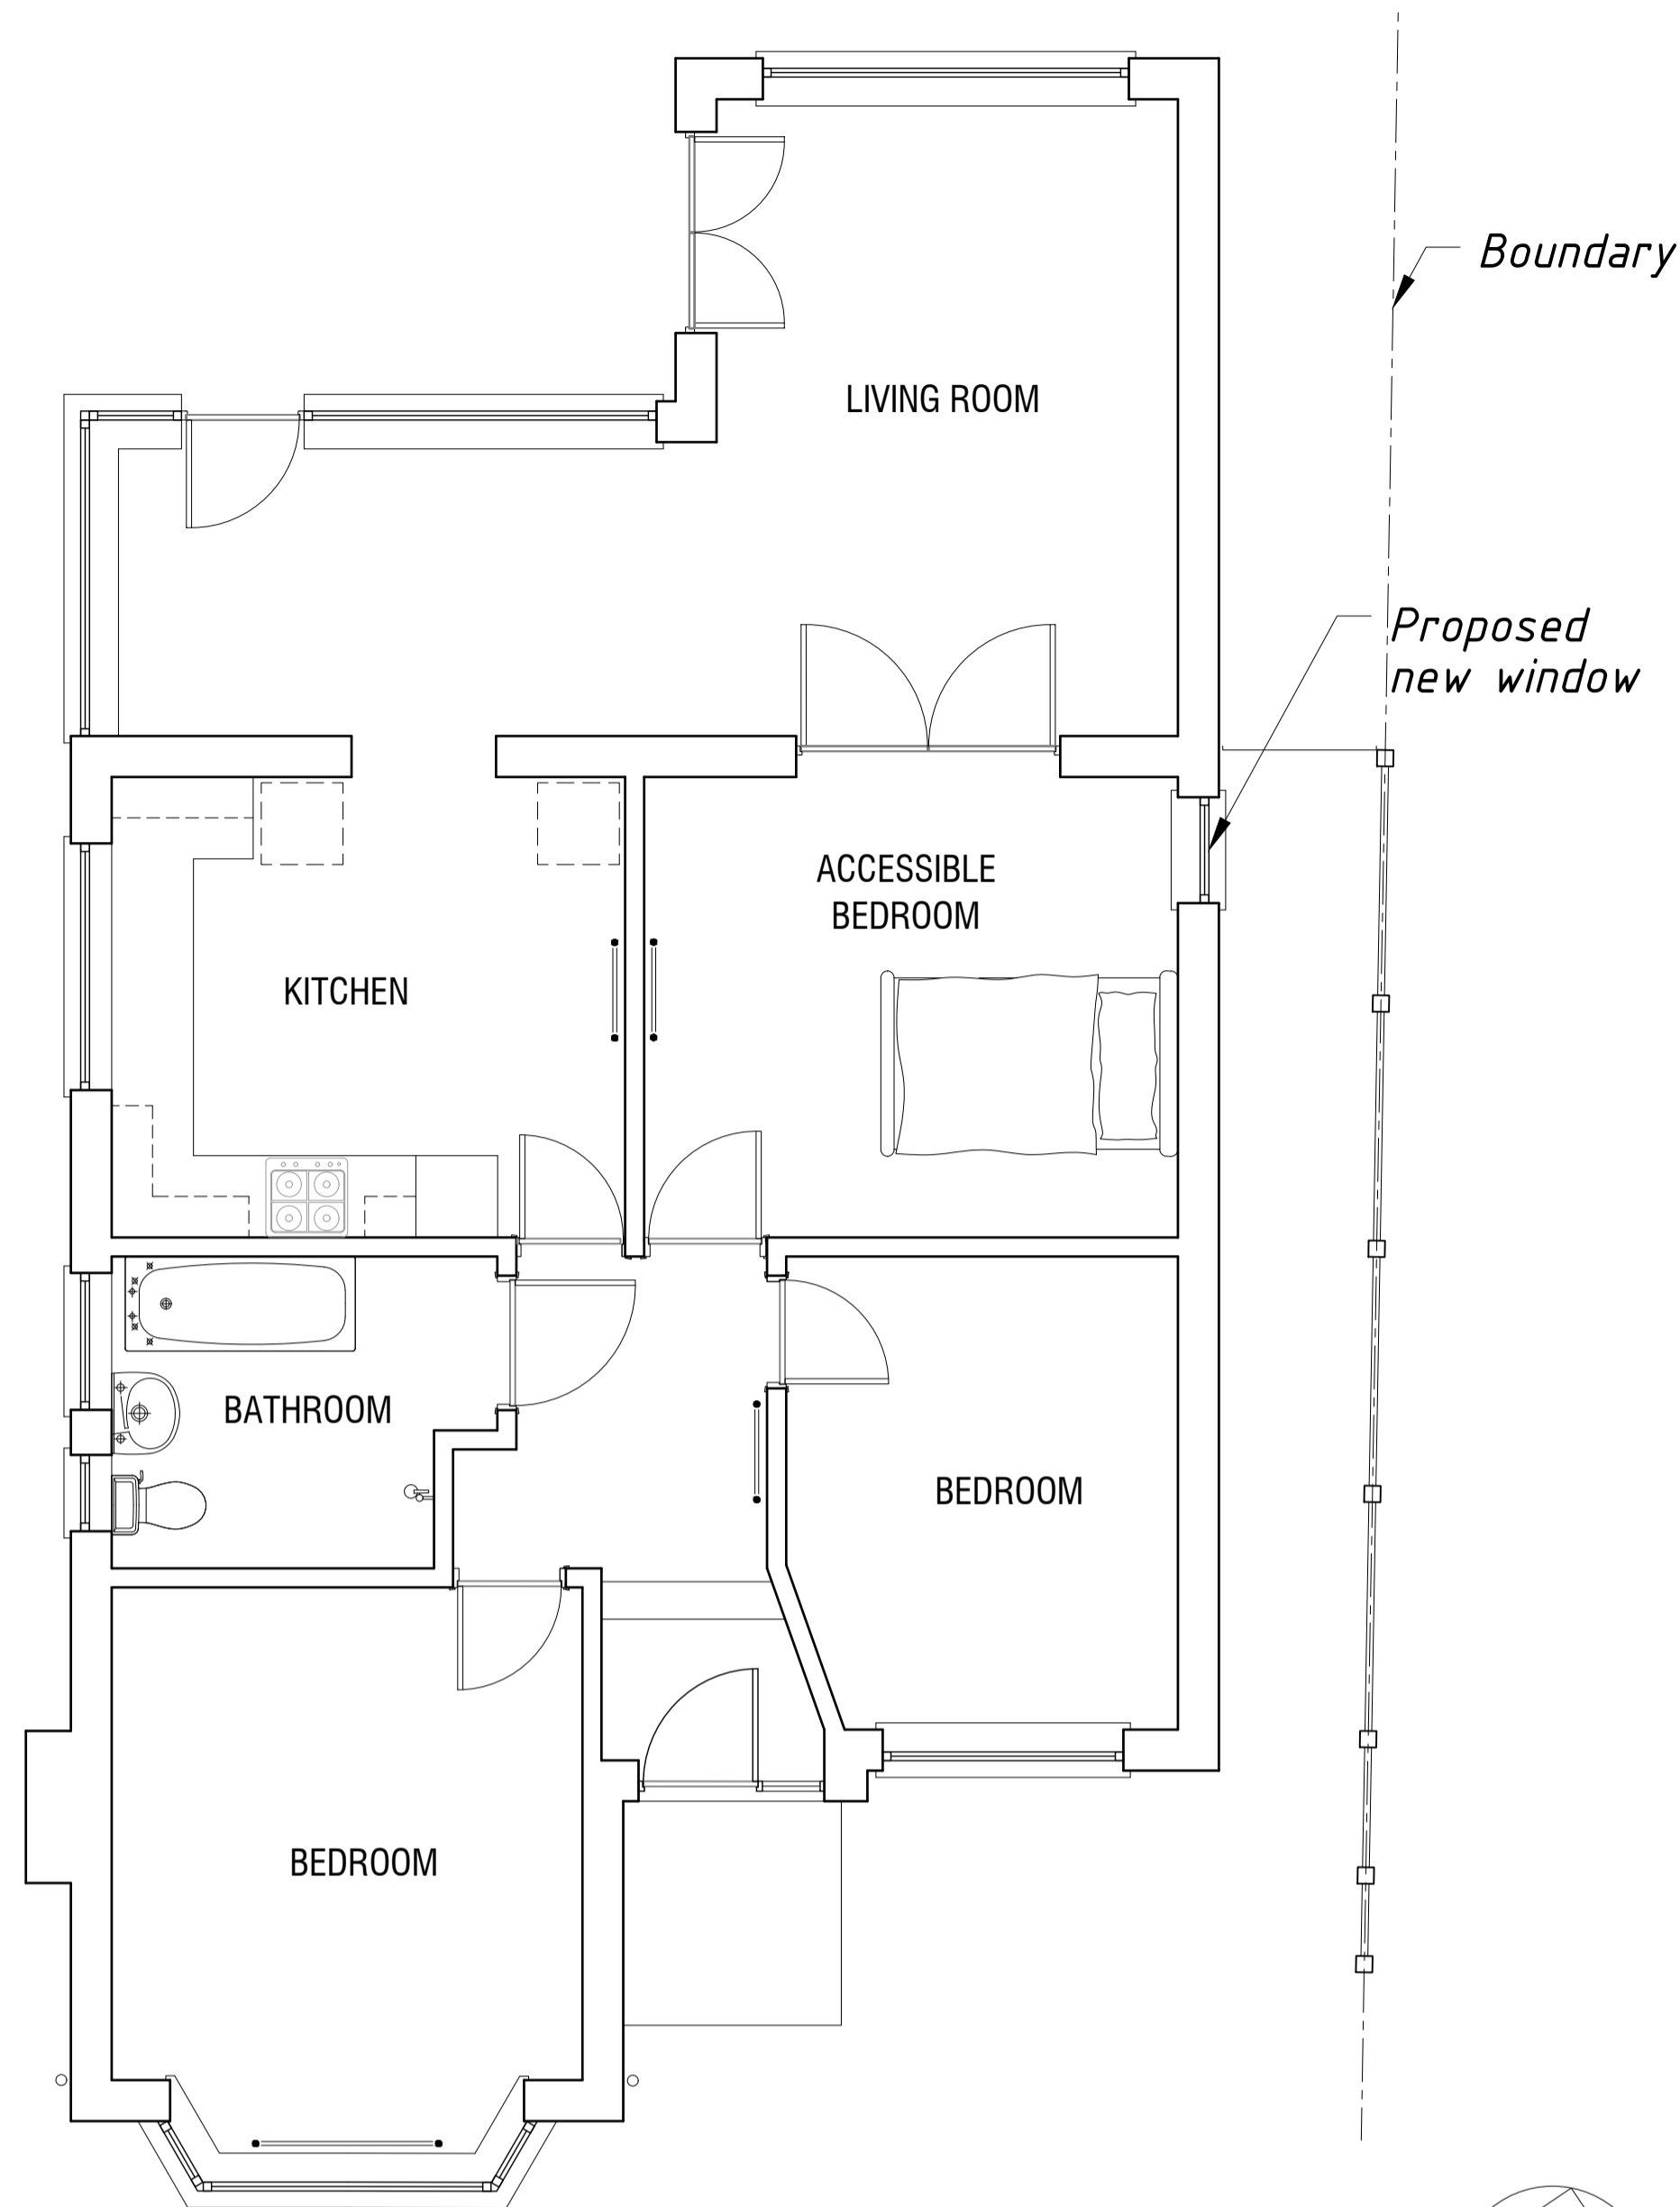 Boundary
LIVING ROOM
Proposed
new window
ACCESSIBLE
BEDROOM
KITCHEN
BATHROOM
BEDROOM
BEDROOM